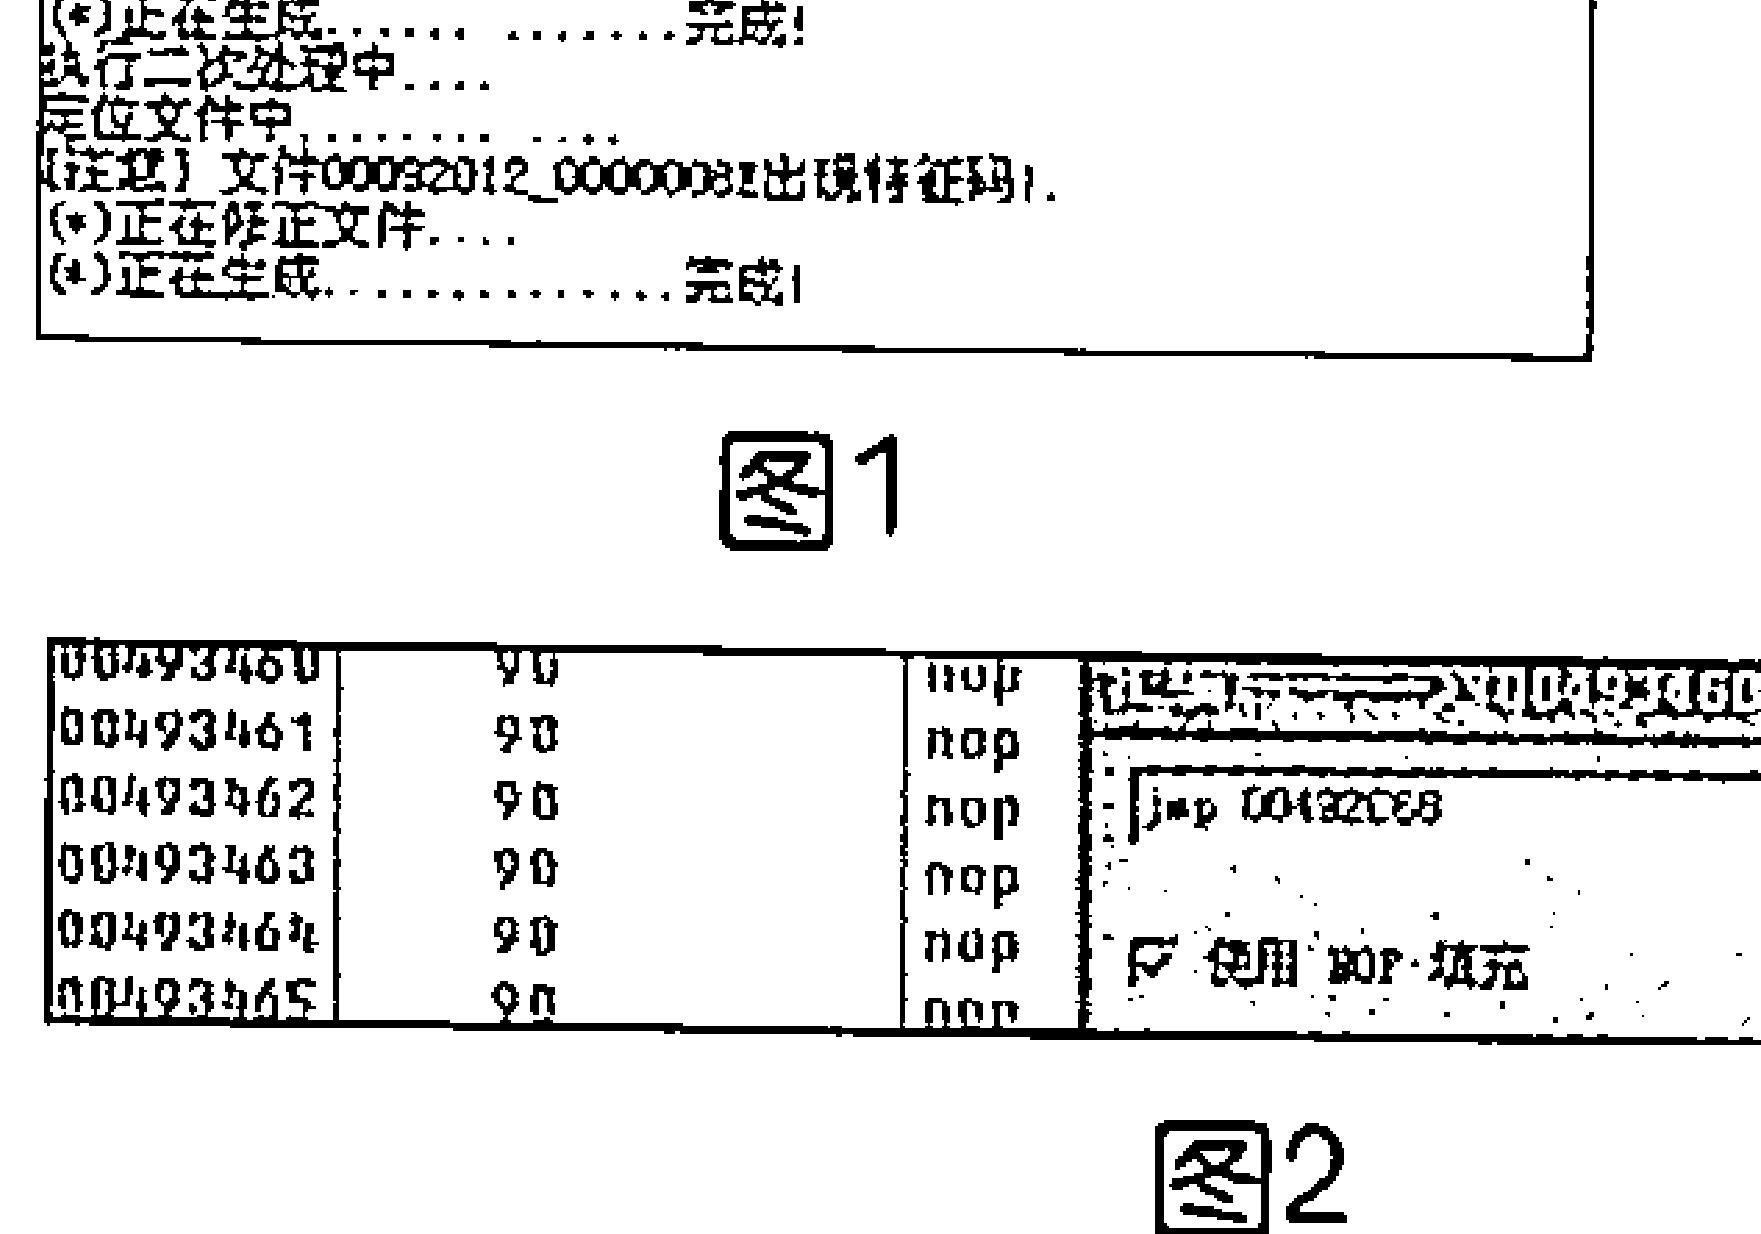 (*)正在生成...... .......完成!
执行二次处理中....
定位文件中........ ....
[注意] 文件00092012_00000032出现特征码!.
(*)正在修正文件....
(*)正在生成..............完成!
图1
00493460 90 nop
00493461 90 nop
00493462 90 nop
00493463 90 nop
00493464 90 nop
00493465 90 nop
00493460
jmp
使用 NOP 填充
图2